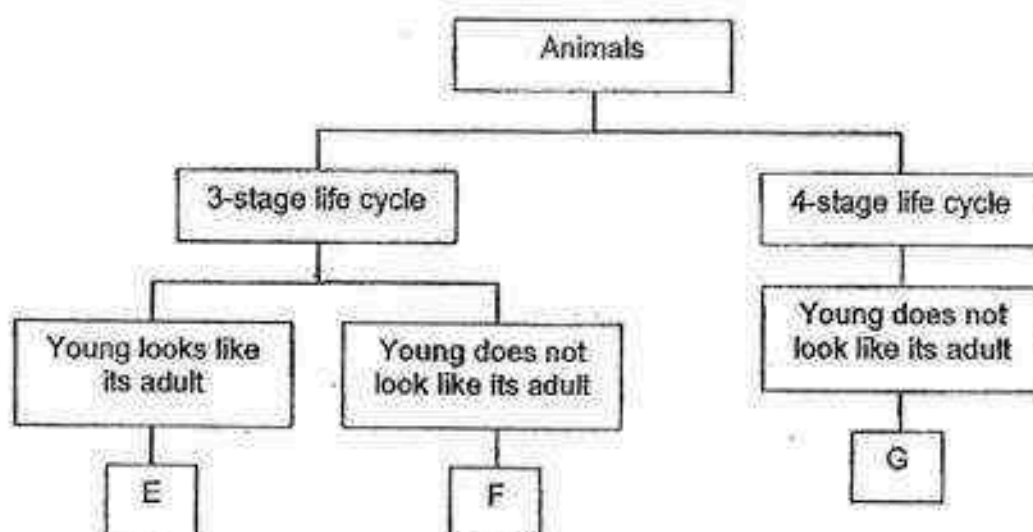 Animals
3-stage life cycle
4-stage life cycle
Young looks like
its adult
Young does not
look like its adult
Young does not
look like its adult
E
F
G